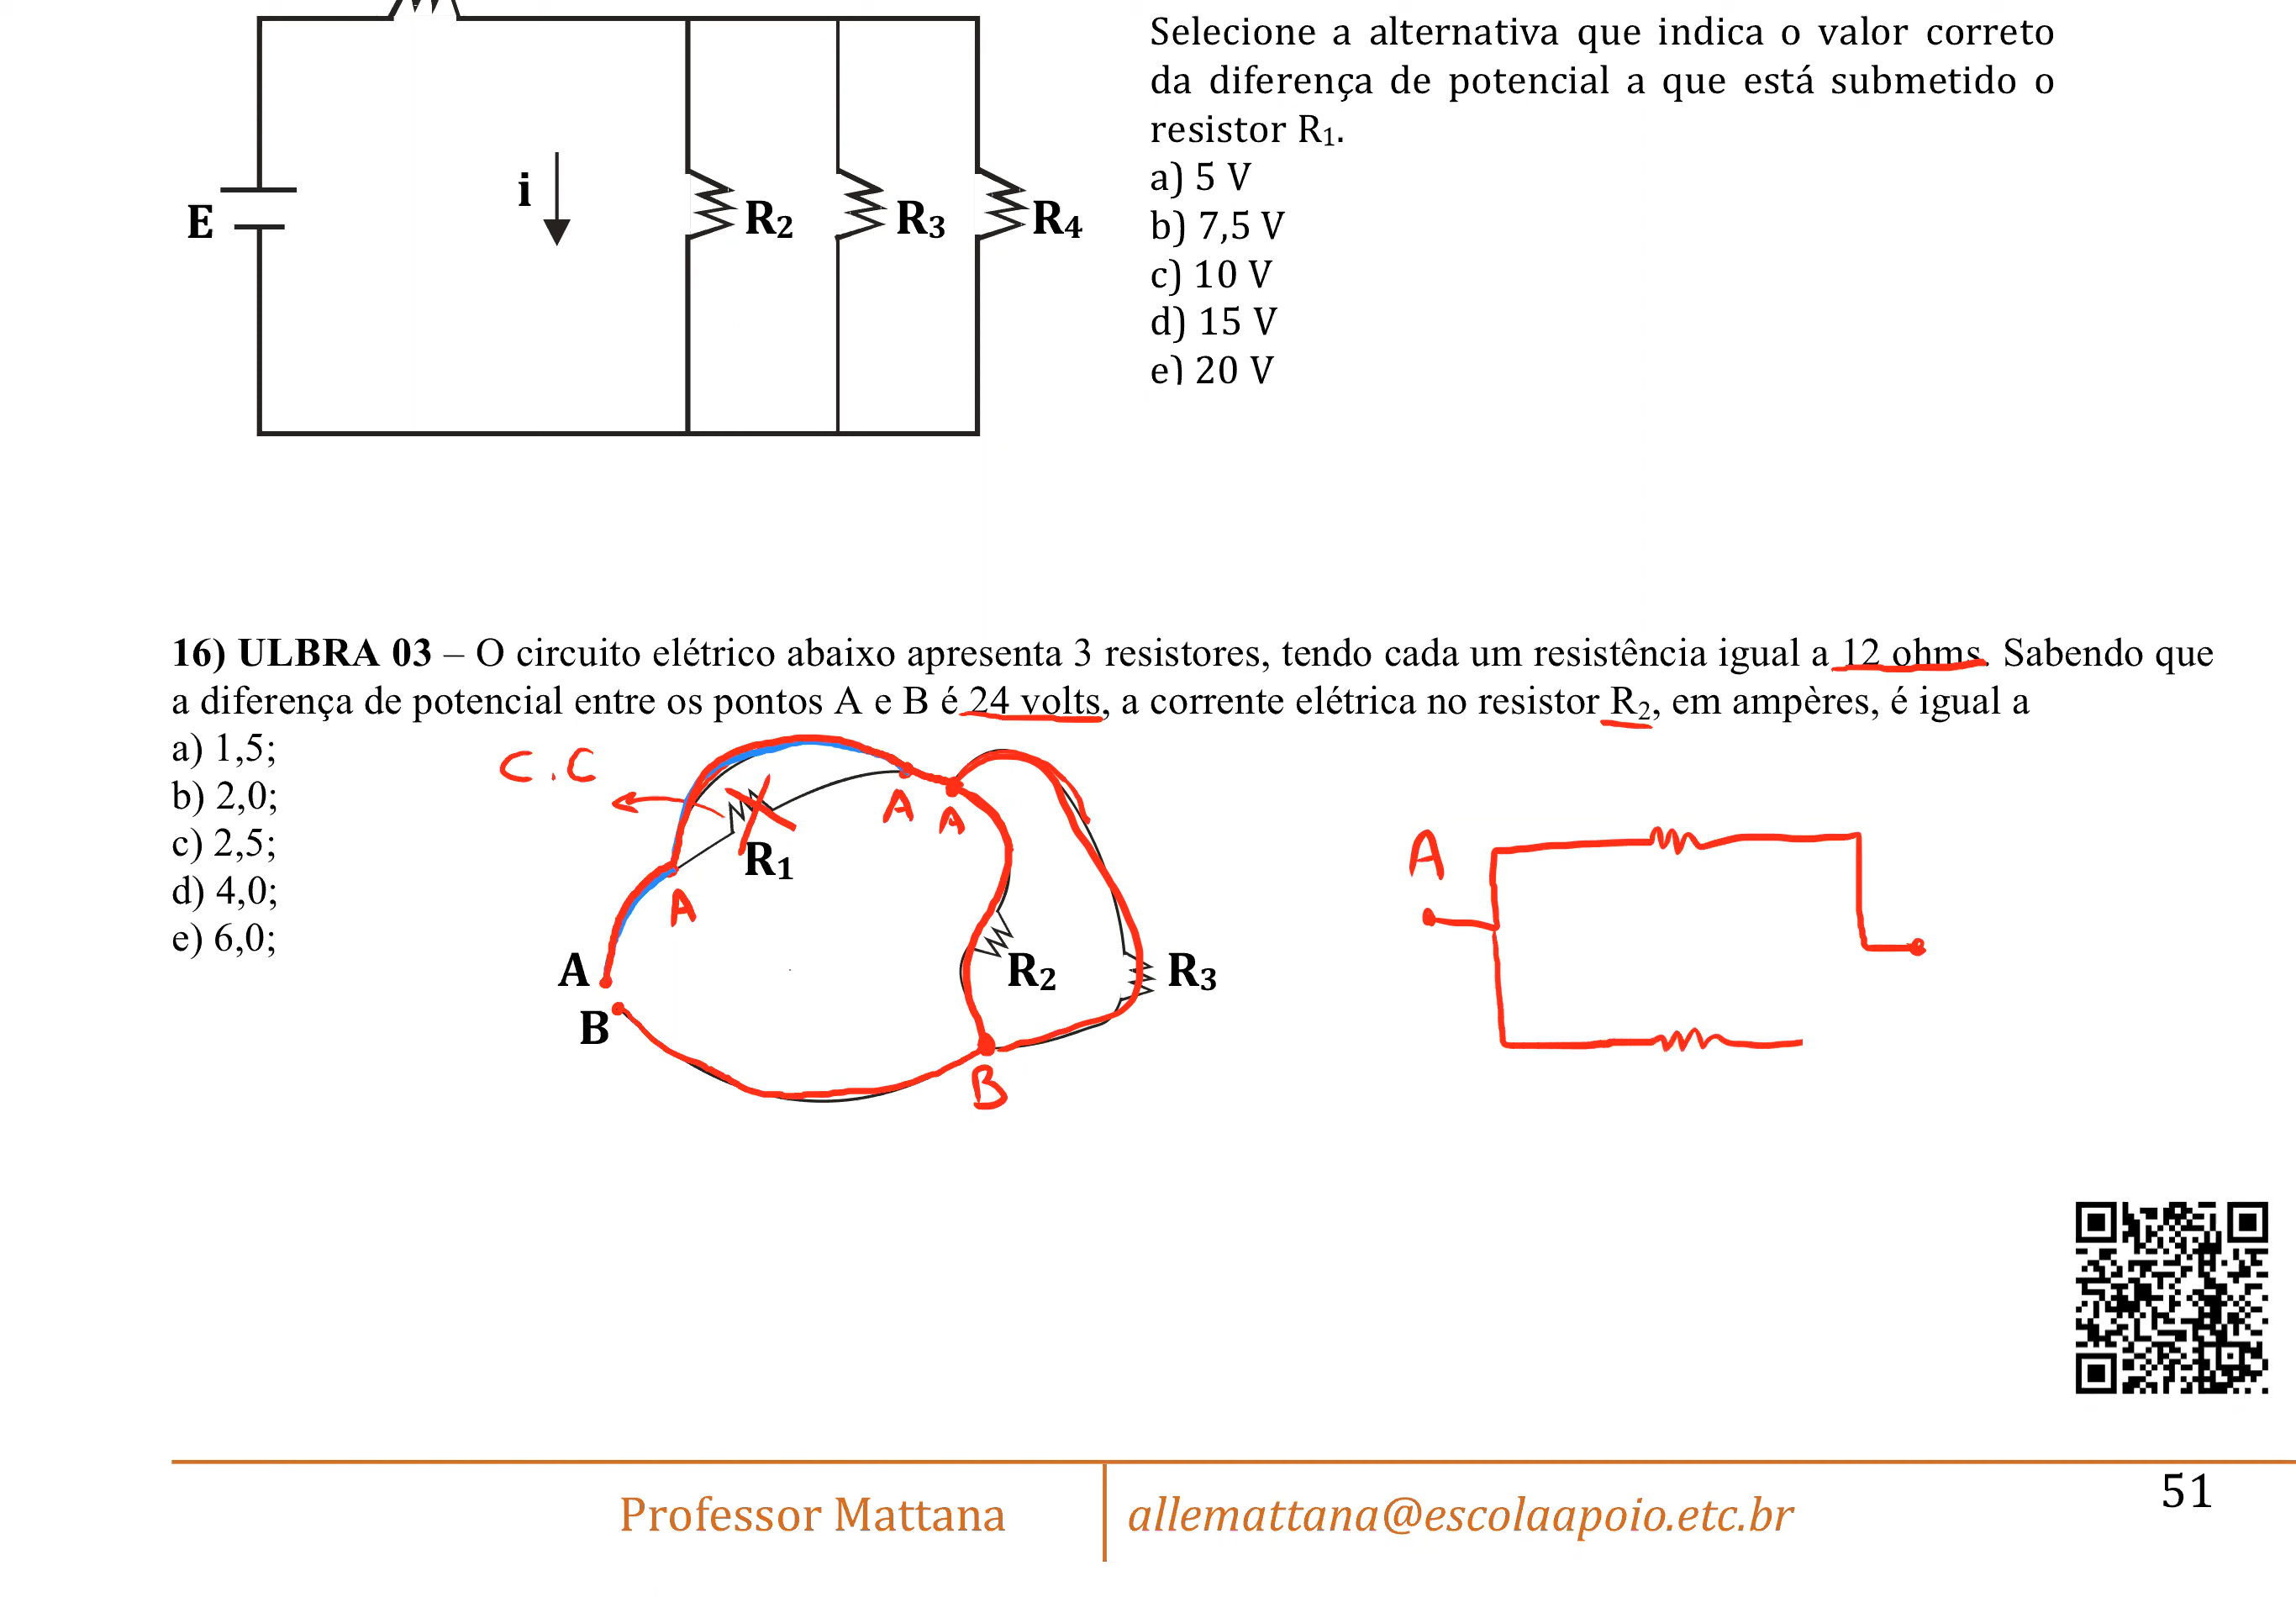 E
i
R2
R3
R4
Selecione a alternativa que indica o valor correto
da diferença de potencial a que está submetido o
resistor R1.
a) 5 V
b) 7,5 V
c) 10 V
d) 15 V
e) 20 V
16) ULBRA 03 – O circuito elétrico abaixo apresenta 3 resistores, tendo cada um resistência igual a 12 ohms. Sabendo que
a diferença de potencial entre os pontos A e B é 24 volts, a corrente elétrica no resistor R2, em ampères, é igual a
a) 1,5;
b) 2,0;
c) 2,5;
d) 4,0;
e) 6,0;
C.C
A
A
R1
A
A
A
B
R2
R3
B
Professor Mattana
allemattana@escolaapoio.etc.br
51